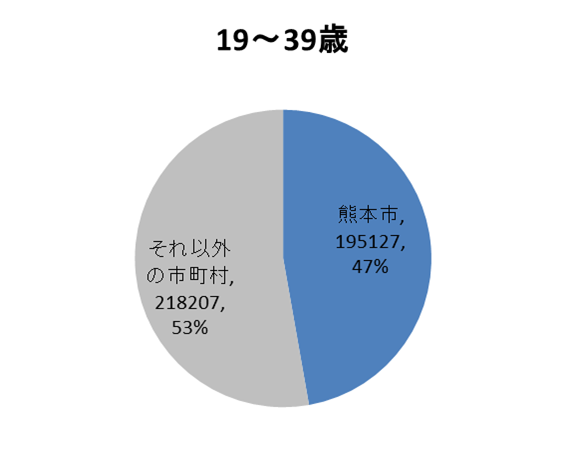 19～39歳
熊本市,
195127,
47%
それ以外
の市町村,
218207,
53%